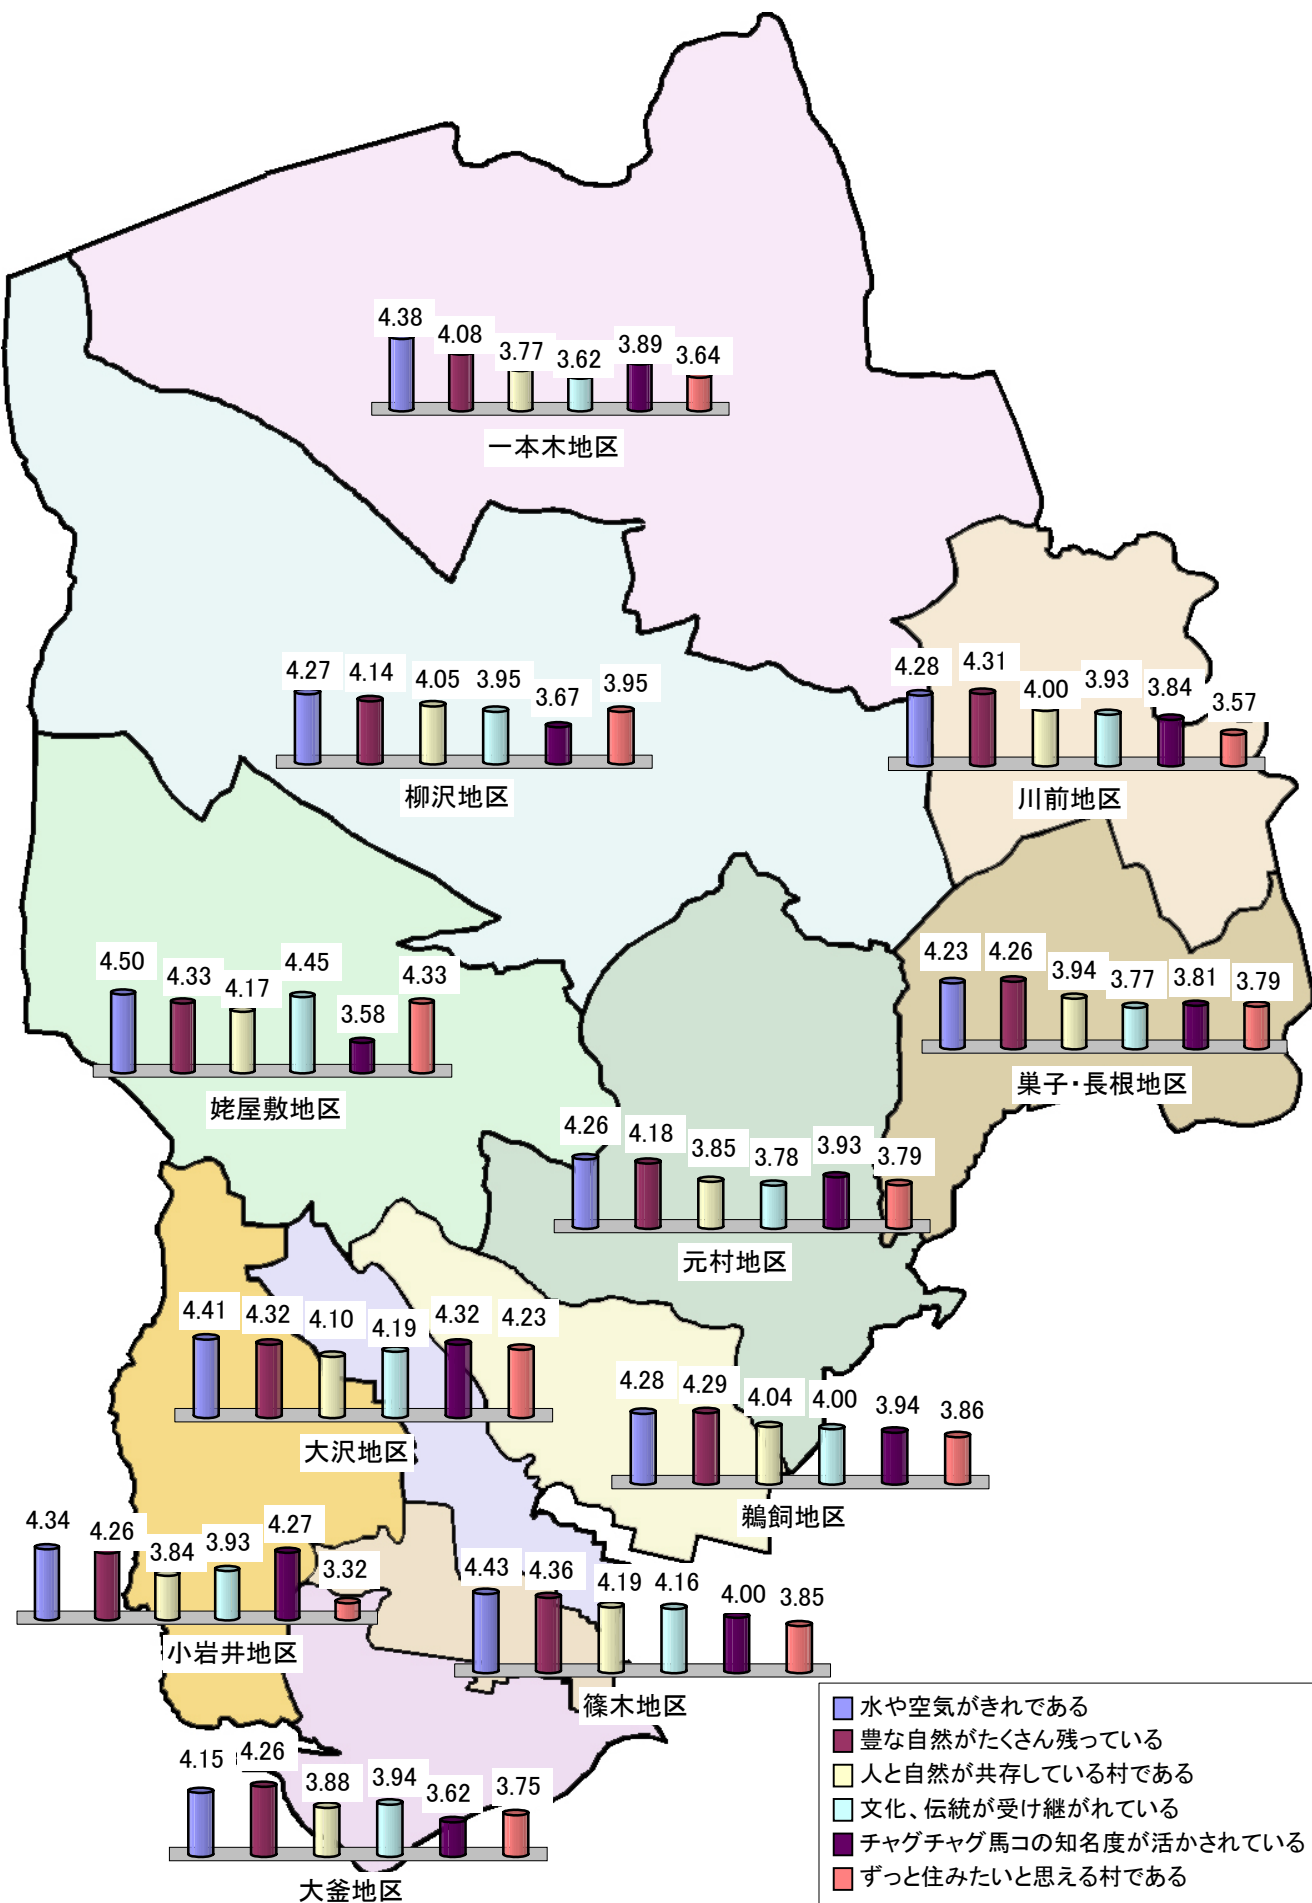 4.38 4.08 3.77 3.62 3.89 3.64
一本木地区
4.27 4.14 4.05 3.95 3.67 3.95
柳沢地区
4.28 4.31 4.00 3.93 3.84 3.57
川前地区
4.50 4.33 4.17 4.45 3.58 4.33
姥屋敷地区
4.23 4.26 3.94 3.77 3.81 3.79
巣子・長根地区
4.26 4.18 3.85 3.78 3.93 3.79
元村地区
4.41 4.32 4.10 4.19 4.32 4.23
大沢地区
4.28 4.29 4.04 4.00 3.94 3.86
鵜飼地区
4.34 4.26 3.84 3.93 4.27 3.32
小岩井地区
4.43 4.36 4.19 4.16 4.00 3.85
篠木地区
4.15 4.26 3.88 3.94 3.62 3.75
大釜地区
水や空気がきれである
豊な自然がたくさん残っている
人と自然が共存している村である
文化、伝統が受け継がれている
チャグチャグ馬コの知名度が活かされている
ずっと住みたいと思える村である